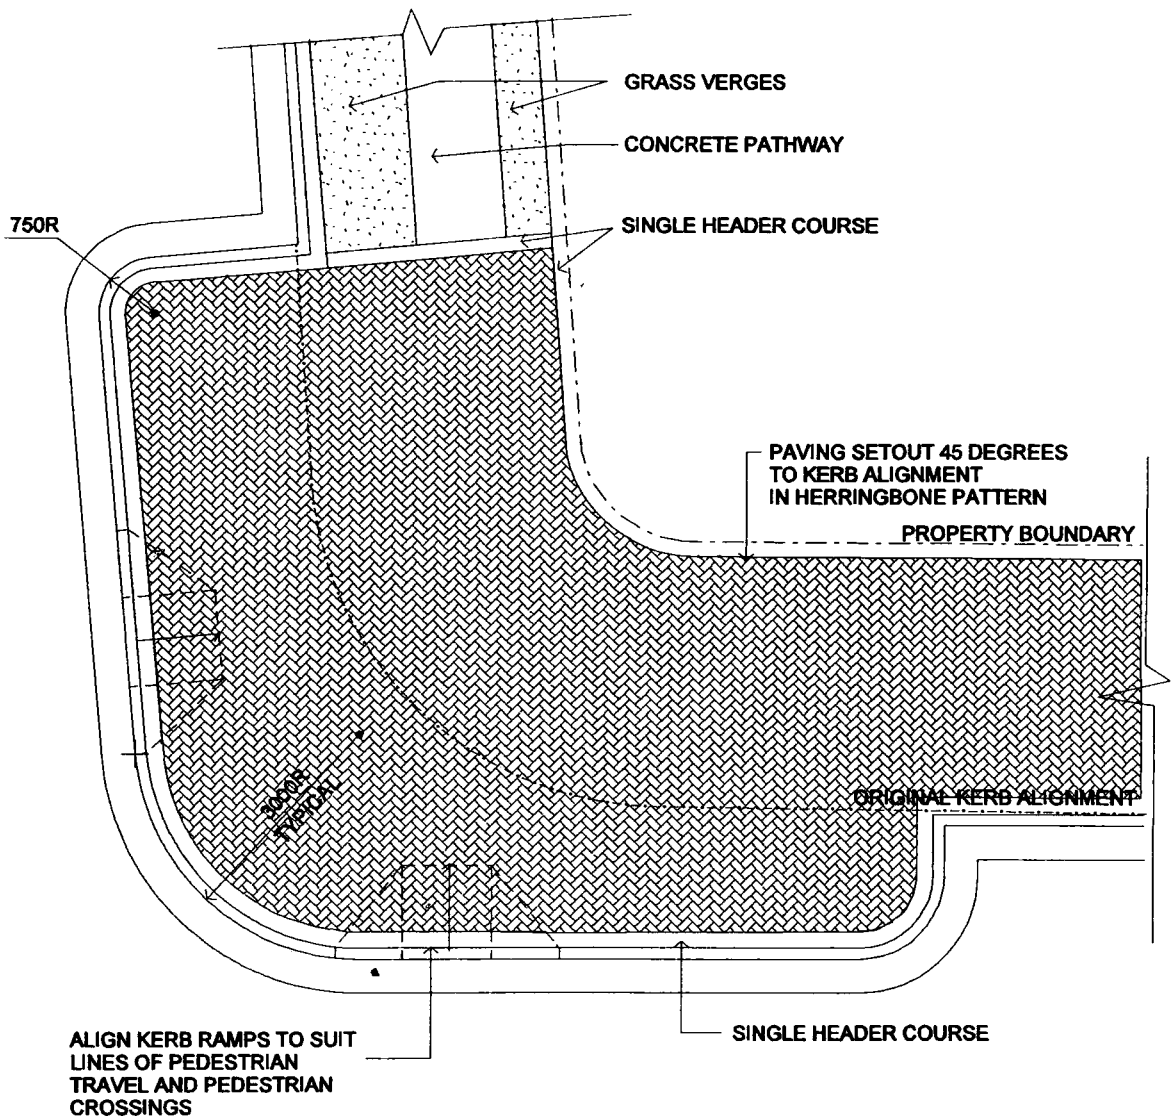 GRASS VERGES
CONCRETE PATHWAY
750R
SINGLE HEADER COURSE
PAVING SETOUT 45 DEGREES
TO KERB ALIGNMENT
IN HERRINGBONE PATTERN
PROPERTY BOUNDARY
3000R
TYPICAL
ORIGINAL KERB ALIGNMENT
SINGLE HEADER COURSE
ALIGN KERB RAMPS TO SUIT
LINES OF PEDESTRIAN
TRAVEL AND PEDESTRIAN
CROSSINGS